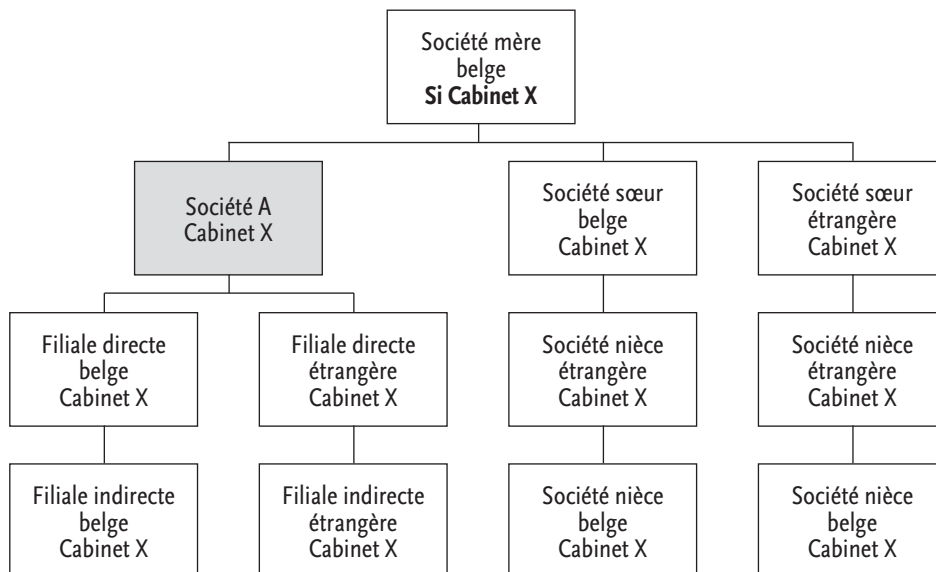 Société mère
belge
Si Cabinet X
Société A
Cabinet X
Société sœur
belge
Cabinet X
Société sœur
étrangère
Cabinet X
Filiale directe
belge
Cabinet X
Filiale directe
étrangère
Cabinet X
Société nièce
étrangère
Cabinet X
Société nièce
étrangère
Cabinet X
Filiale indirecte
belge
Cabinet X
Filiale indirecte
étrangère
Cabinet X
Société nièce
belge
Cabinet X
Société nièce
belge
Cabinet X